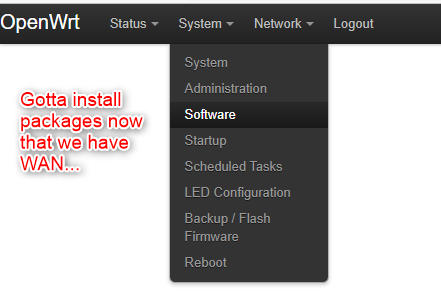 OpenWrt Status System Network Logout
System
Administration
Software
Startup
Scheduled Tasks
LED Configuration
Backup / Flash
Firmware
Reboot
Gotta install
packages now
that we have
WAN...